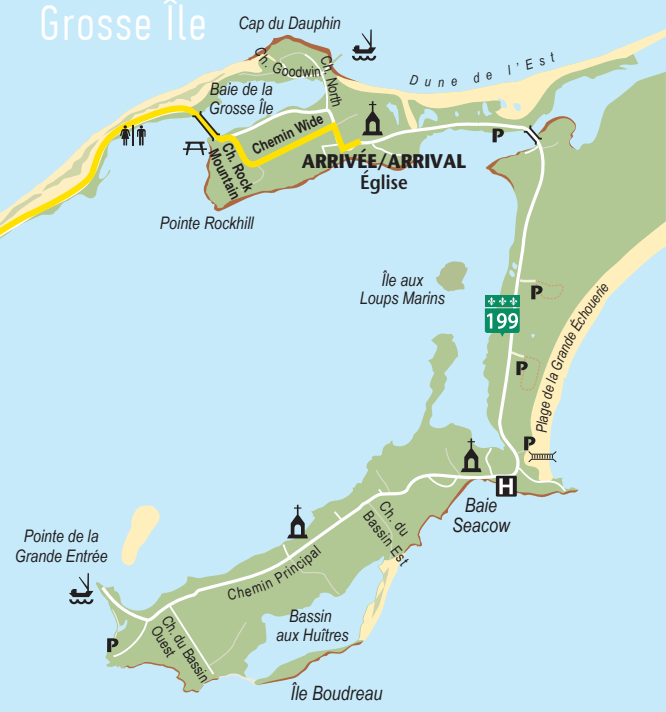 Grosse Île
Cap du Dauphin
Ch. Goodwin
Ch. North
Dune de l'Est
Baie de la
Grosse Île
Chemin Wide
Ch. Rock
Mountain
P
ARRIVÉE/ARRIVAL
Église
Pointe Rockhill
Île aux
Loups Marins
P
199
P
Plage de la Grande Échouerie
P
H
Baie
Seacow
Ch. du
Bassin Est
Pointe de la
Grande Entrée
Chemin Principal
Bassin
aux Huîtres
Ch. du Bassin
Ouest
P
Île Boudreau